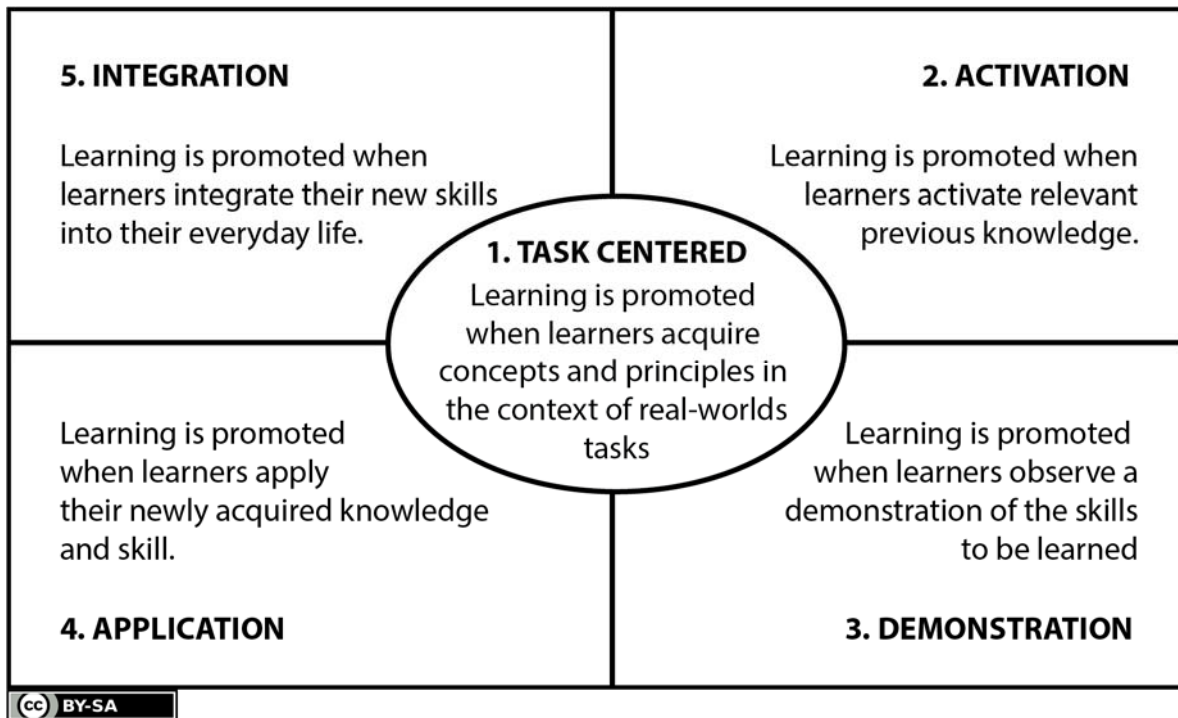 5. INTEGRATION
Learning is promoted when
learners integrate their new skills
into their everyday life.
2. ACTIVATION
Learning is promoted when
learners activate relevant
previous knowledge.
1. TASK CENTERED
Learning is promoted
when learners acquire
concepts and principles in
the context of real-worlds
tasks
Learning is promoted
when learners apply
their newly acquired knowledge
and skill.
4. APPLICATION
Learning is promoted
when learners observe a
demonstration of the skills
to be learned
3. DEMONSTRATION
cc BY-SA